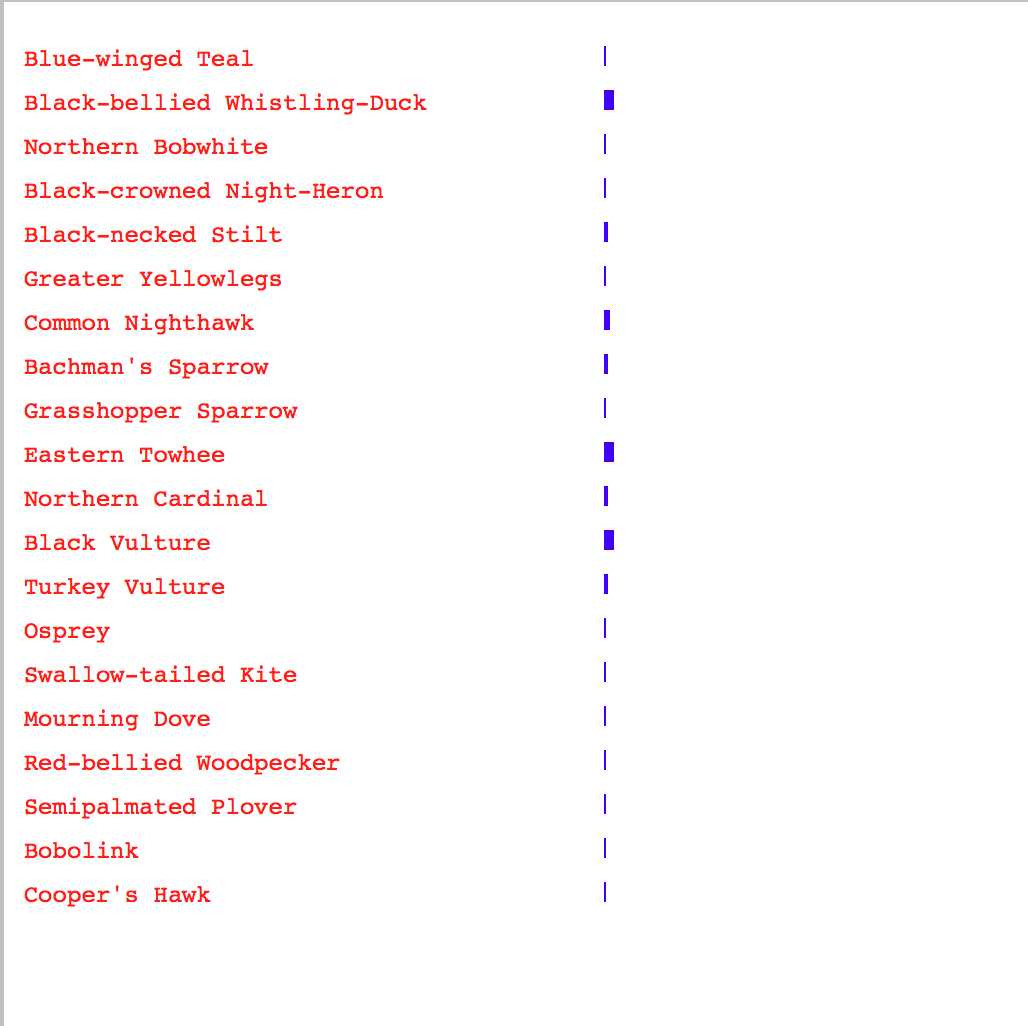 Blue-winged Teal
Black-bellied Whistling-Duck
Northern Bobwhite
Black-crowned Night-Heron
Black-necked Stilt
Greater Yellowlegs
Common Nighthawk
Bachman's Sparrow
Grasshopper Sparrow
Eastern Towhee
Northern Cardinal
Black Vulture
Turkey Vulture
Osprey
Swallow-tailed Kite
Mourning Dove
Red-bellied Woodpecker
Semipalmated Plover
Bobolink
Cooper's Hawk